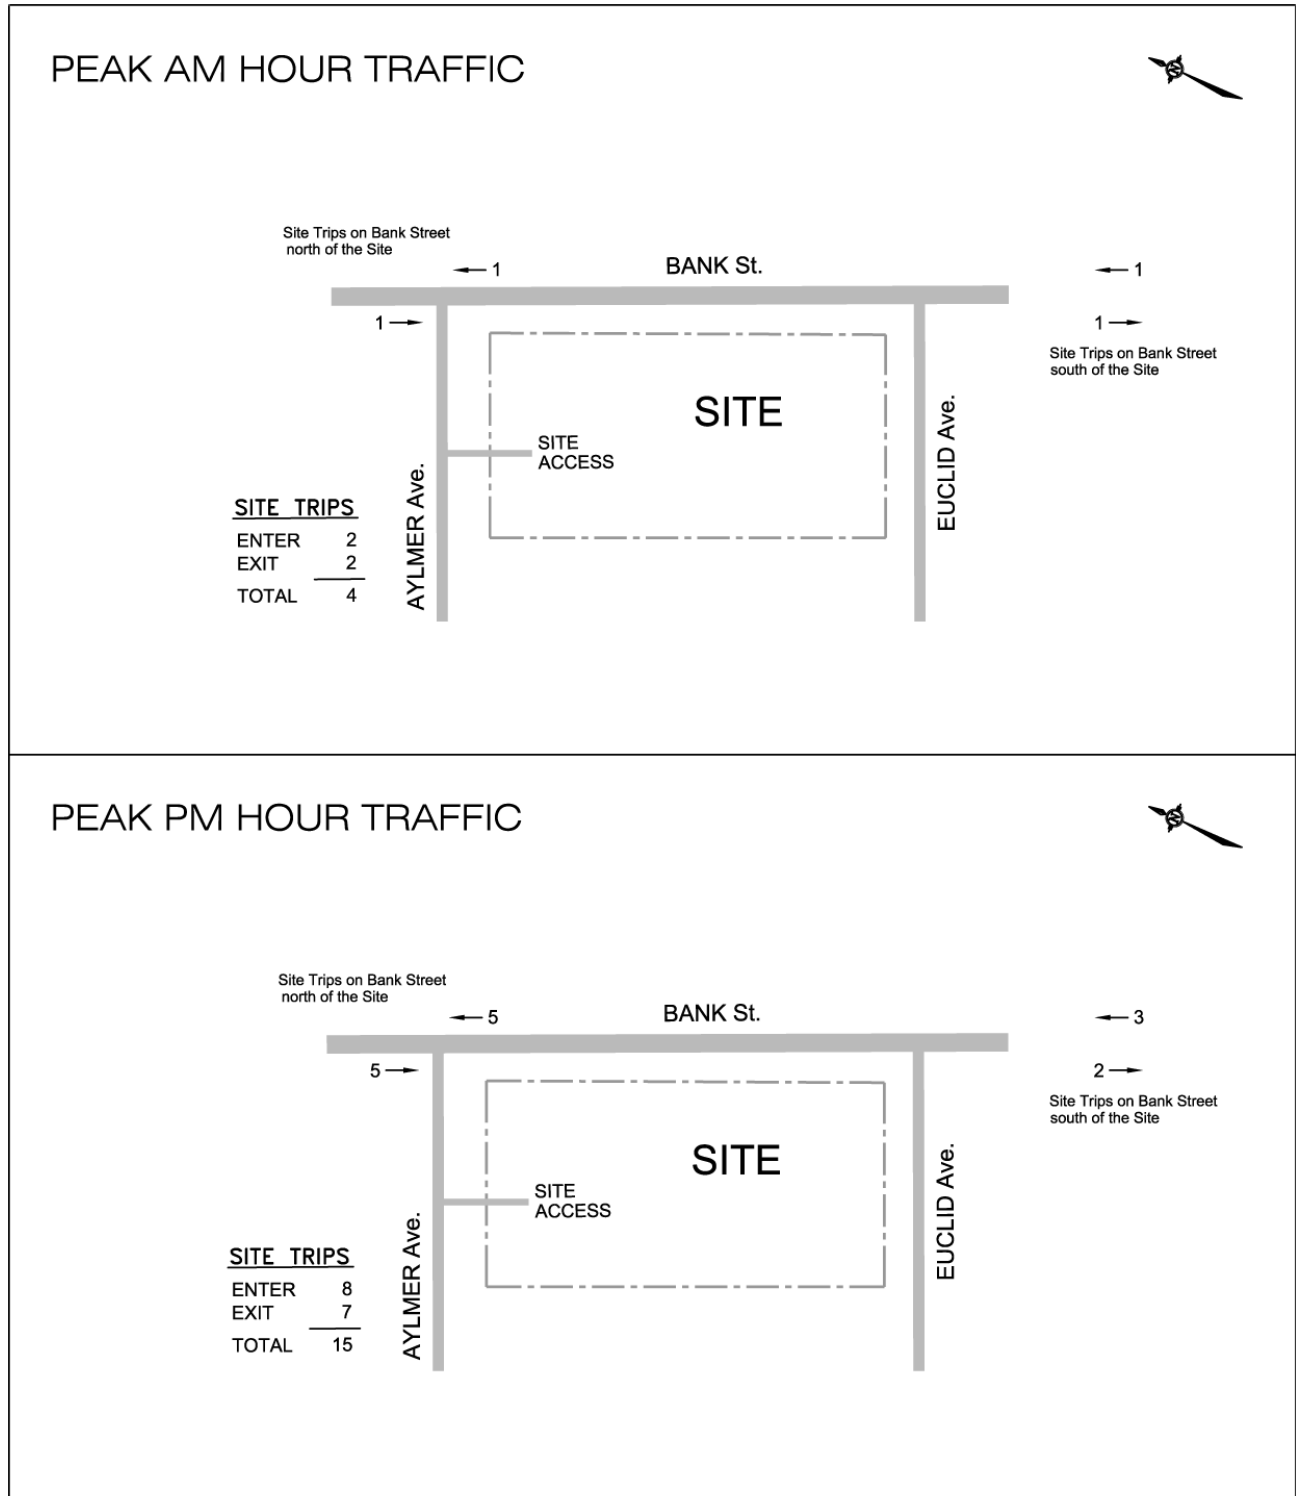 PEAK AM HOUR TRAFFIC
N
Site Trips on Bank Street
north of the Site
1
BANK St.
1
1
1
Site Trips on Bank Street
south of the Site
SITE
SITE
ACCESS
EUCLID Ave.
AYLMER Ave.
SITE TRIPS
ENTER 2
EXIT 2
TOTAL 4
PEAK PM HOUR TRAFFIC
N
Site Trips on Bank Street
north of the Site
5
BANK St.
3
5
2
Site Trips on Bank Street
south of the Site
SITE
SITE
ACCESS
EUCLID Ave.
AYLMER Ave.
SITE TRIPS
ENTER 8
EXIT 7
TOTAL 15